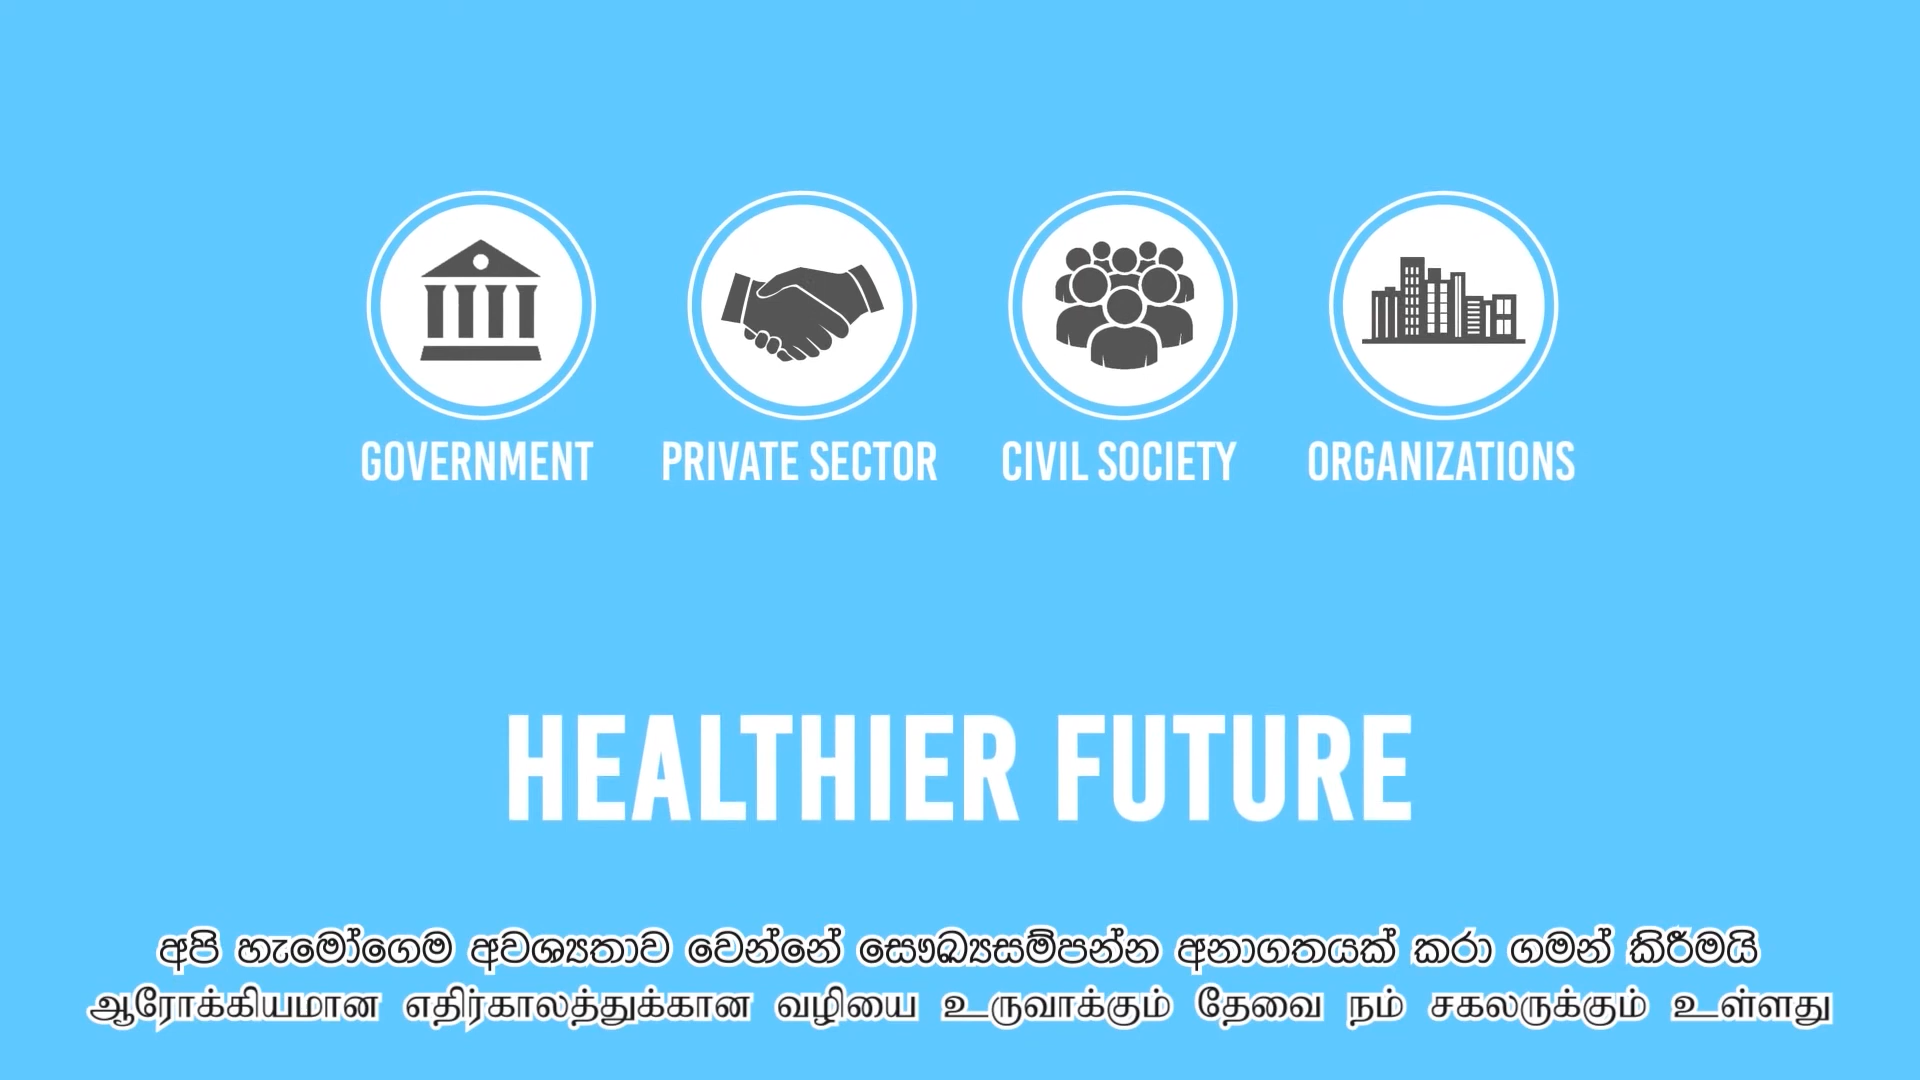 GOVERNMENT PRIVATE SECTOR CIVIL SOCIETY ORGANIZATIONS
HEALTHIER FUTURE
අපි හැමෝගෙම අවශ්‍යතාව වෙන්නේ සෞඛ්‍යසම්පන්න අනාගතයක් කරා ගමන් කිරීමයි
ஆரோக்கியமான எதிர்காலத்துக்கான வழியை உருவாக்கும் தேவை நம் சகலருக்கும் உள்ளது